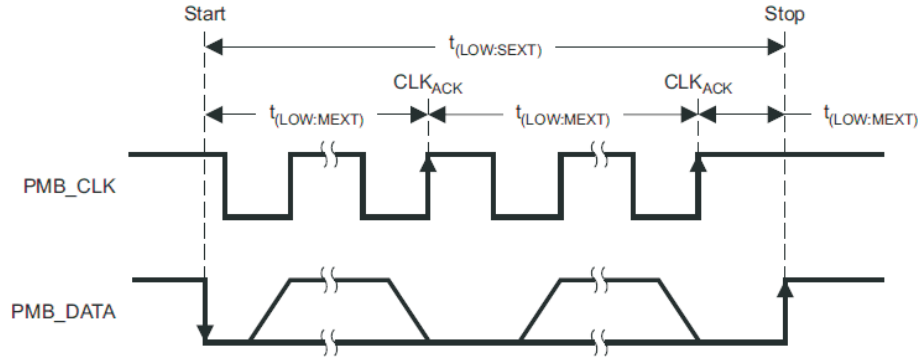 Start
Stop
t(LOW:SEXT)
CLKACK
CLKACK
t(LOW:MEXT)
t(LOW:MEXT)
t(LOW:MEXT)
PMB_CLK
PMB_DATA